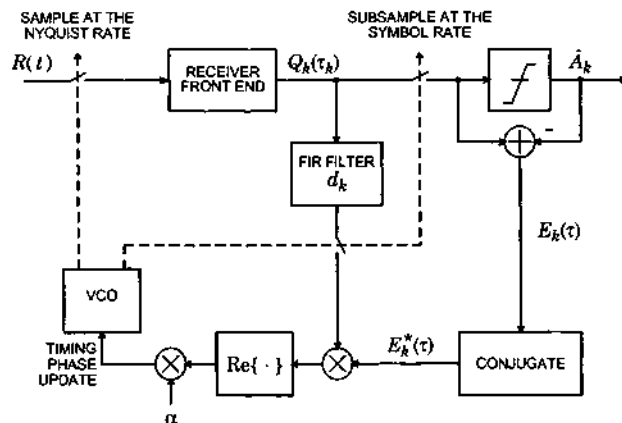 SAMPLE AT THE
NYQUIST RATE
SUBSAMPLE AT THE
SYMBOL RATE
R(t)
RECEIVER
FRONT END
Qₖ(τₖ)
Âₖ
FIR FILTER
dₖ
+
-
Eₖ(τ)
VCO
TIMING
PHASE
UPDATE
×
Re{ · }
×
E*ₖ(τ)
CONJUGATE
α